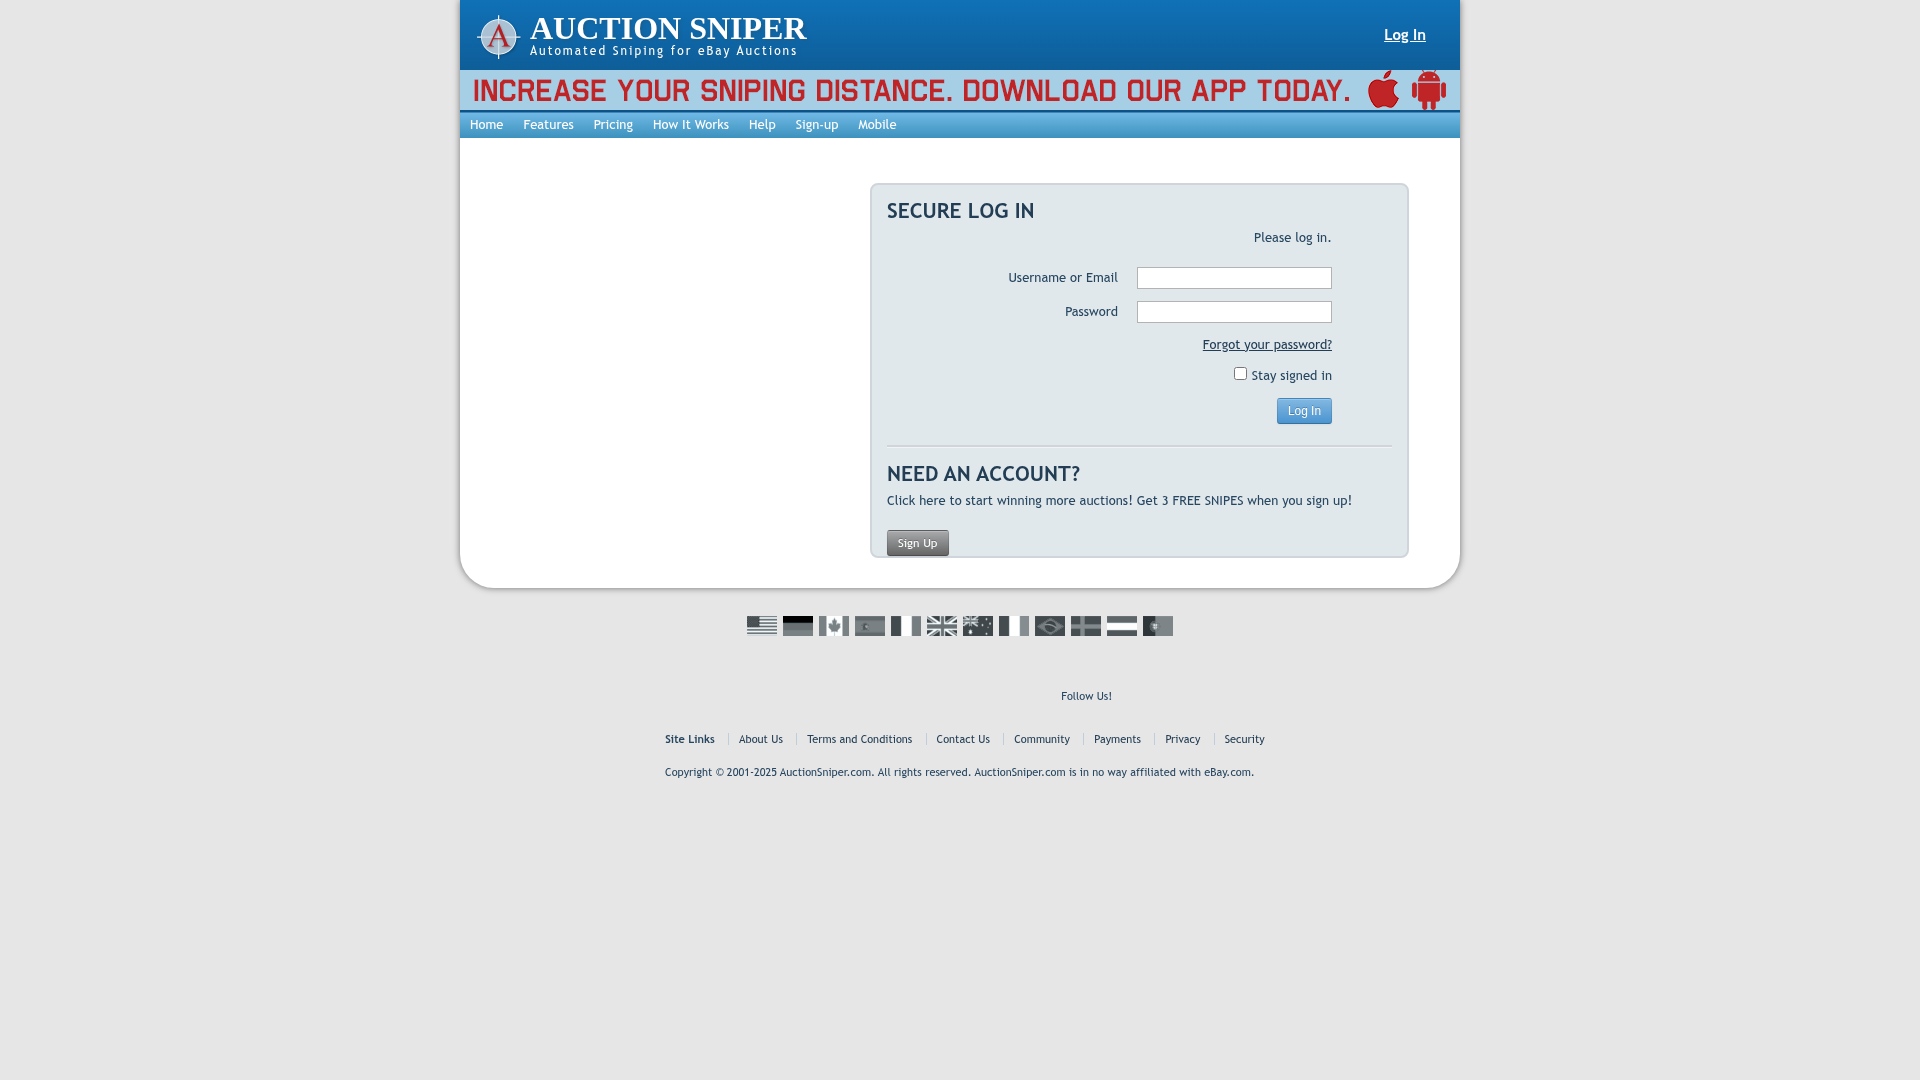 A AUCTION SNIPER
Automated Sniping for eBay Auctions
Log In
INCREASE YOUR SNIPING DISTANCE. DOWNLOAD OUR APP TODAY.
Home Features Pricing How It Works Help Sign-up Mobile
SECURE LOG IN
Please log in.
Username or Email
Password
Forgot your password?
Stay signed in
Log In
NEED AN ACCOUNT?
Click here to start winning more auctions! Get 3 FREE SNIPES when you sign up!
Sign Up
Follow Us!
Site Links About Us Terms and Conditions Contact Us Community Payments Privacy Security
Copyright © 2001-2025 AuctionSniper.com. All rights reserved. AuctionSniper.com is in no way affiliated with eBay.com.